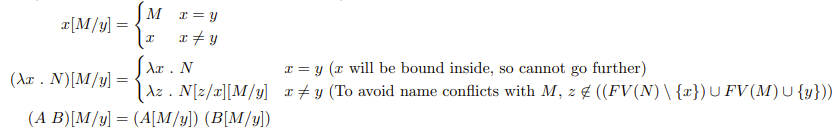 x[M/y] = { M x = y
x x ≠ y
(λx . N)[M/y] = { λx . N x = y (x will be bound inside, so cannot go further)
λz . N[z/x][M/y] x ≠ y (To avoid name conflicts with M, z ∉ ((FV(N) \ {x}) ∪ FV(M) ∪ {y}))
(A B)[M/y] = (A[M/y]) (B[M/y])